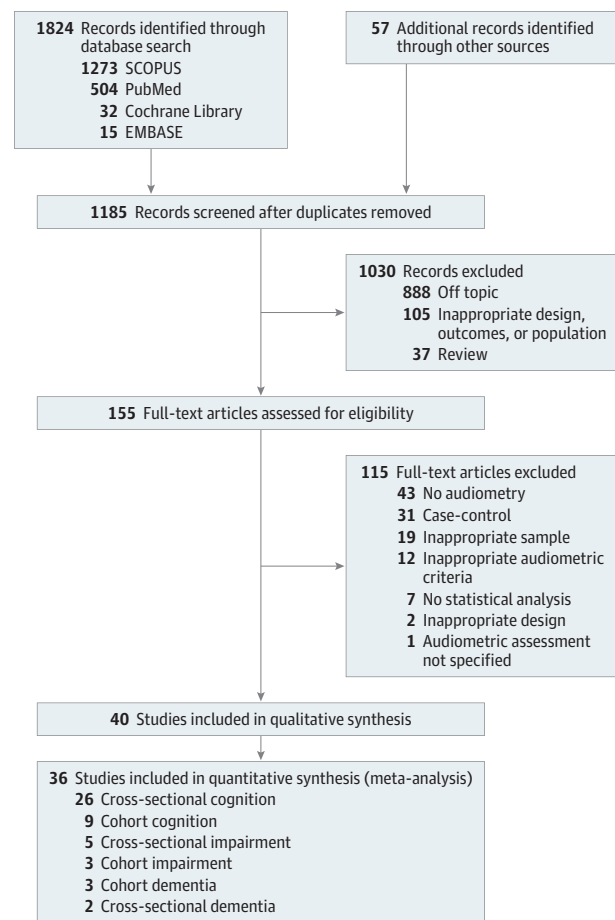 1824 Records identified through
database search
1273 SCOPUS
504 PubMed
32 Cochrane Library
15 EMBASE
57 Additional records identified
through other sources
1185 Records screened after duplicates removed
1030 Records excluded
888 Off topic
105 Inappropriate design,
outcomes, or population
37 Review
155 Full-text articles assessed for eligibility
115 Full-text articles excluded
43 No audiometry
31 Case-control
19 Inappropriate sample
12 Inappropriate audiometric
criteria
7 No statistical analysis
2 Inappropriate design
1 Audiometric assessment
not specified
40 Studies included in qualitative synthesis
36 Studies included in quantitative synthesis (meta-analysis)
26 Cross-sectional cognition
9 Cohort cognition
5 Cross-sectional impairment
3 Cohort impairment
3 Cohort dementia
2 Cross-sectional dementia